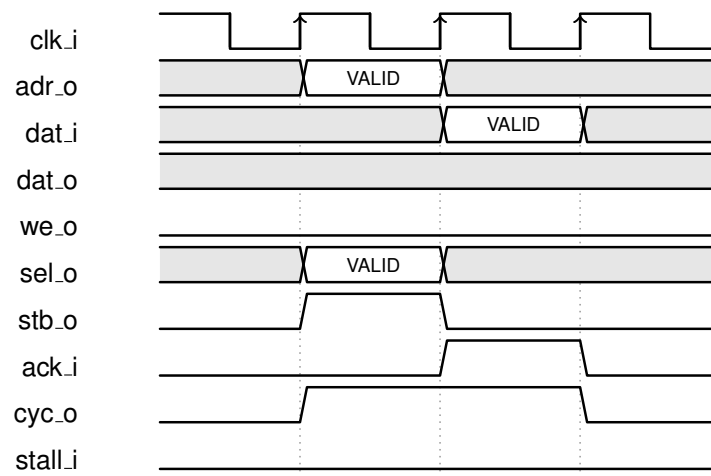 clk_i
adr_o VALID
dat_i VALID
dat_o
we_o
sel_o VALID
stb_o
ack_i
cyc_o
stall_i